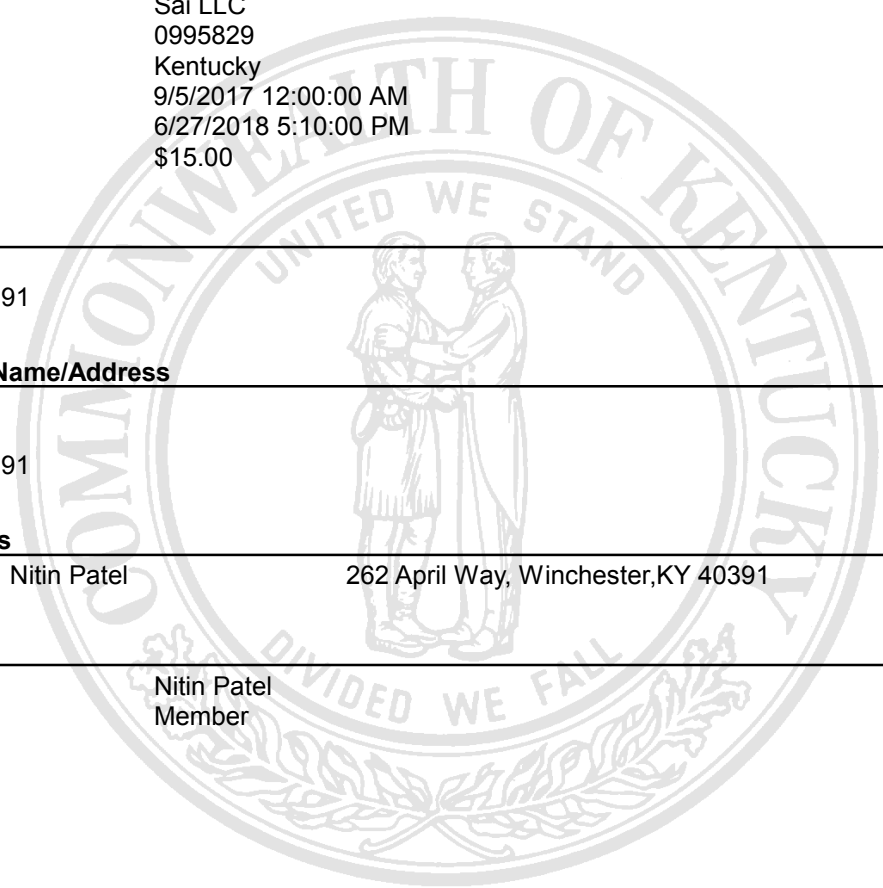 Sai LLC
0995829
Kentucky
9/5/2017 12:00:00 AM
6/27/2018 5:10:00 PM
$15.00
91
Name/Address
91
s
Nitin Patel 262 April Way, Winchester,KY 40391
Nitin Patel
Member
COMMONWEALTH OF KENTUCKY
UNITED WE STAND
DIVIDED WE FALL